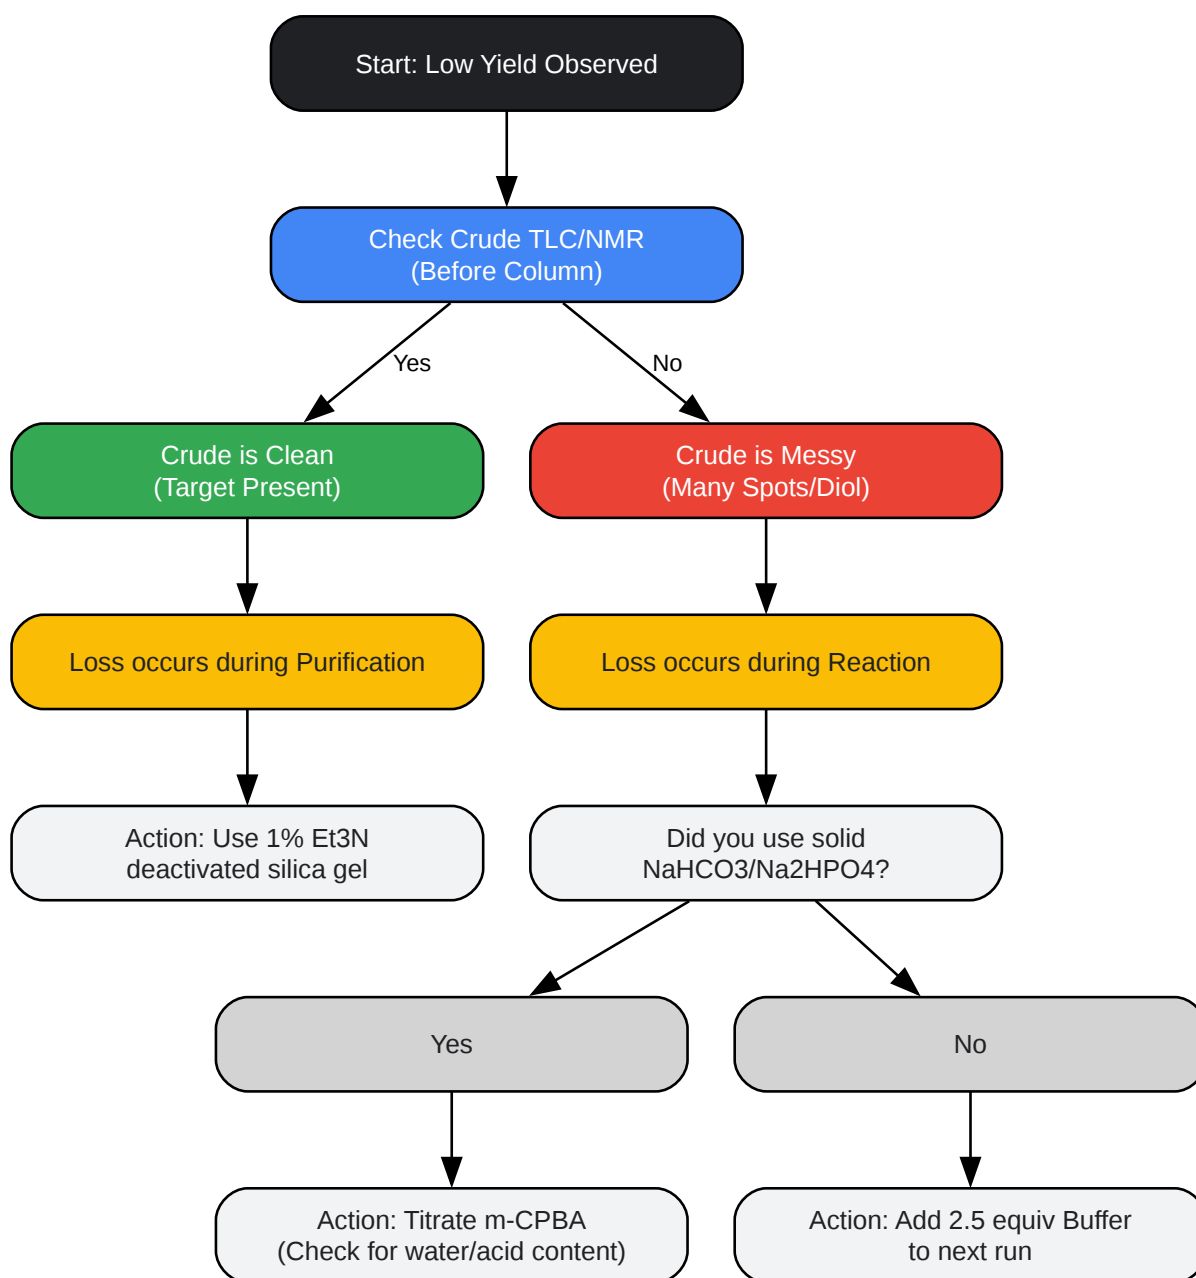 Start: Low Yield Observed
Check Crude TLC/NMR
(Before Column)
Yes
No
Crude is Clean
(Target Present)
Crude is Messy
(Many Spots/Diol)
Loss occurs during Purification
Loss occurs during Reaction
Action: Use 1% Et3N
deactivated silica gel
Did you use solid
NaHCO3/Na2HPO4?
Yes
No
Action: Titrate m-CPBA
(Check for water/acid content)
Action: Add 2.5 equiv Buffer
to next run